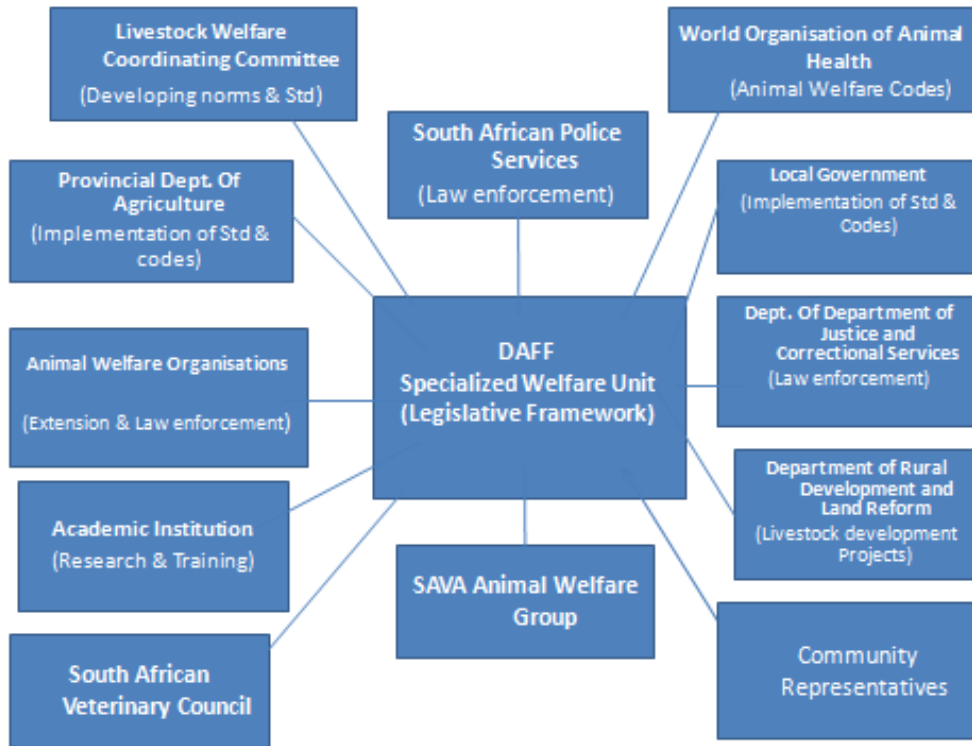 Livestock Welfare
Coordinating Committee
(Developing norms & Std)
World Organisation of Animal
Health
(Animal Welfare Codes)
South African Police
Services
(Law enforcement)
Provincial Dept. Of
Agriculture
(Implementation of Std &
codes)
Local Government
(Implementation of Std &
Codes)
DAFF
Specialized Welfare Unit
(Legislative Framework)
Dept. Of Department of
Justice and
Correctional Services
(Law enforcement)
Animal Welfare Organisations
(Extension & Law enforcement)
Department of Rural
Development and
Land Reform
(Livestock development
Projects)
Academic Institution
(Research & Training)
SAVA Animal Welfare
Group
South African
Veterinary Council
Community
Representatives